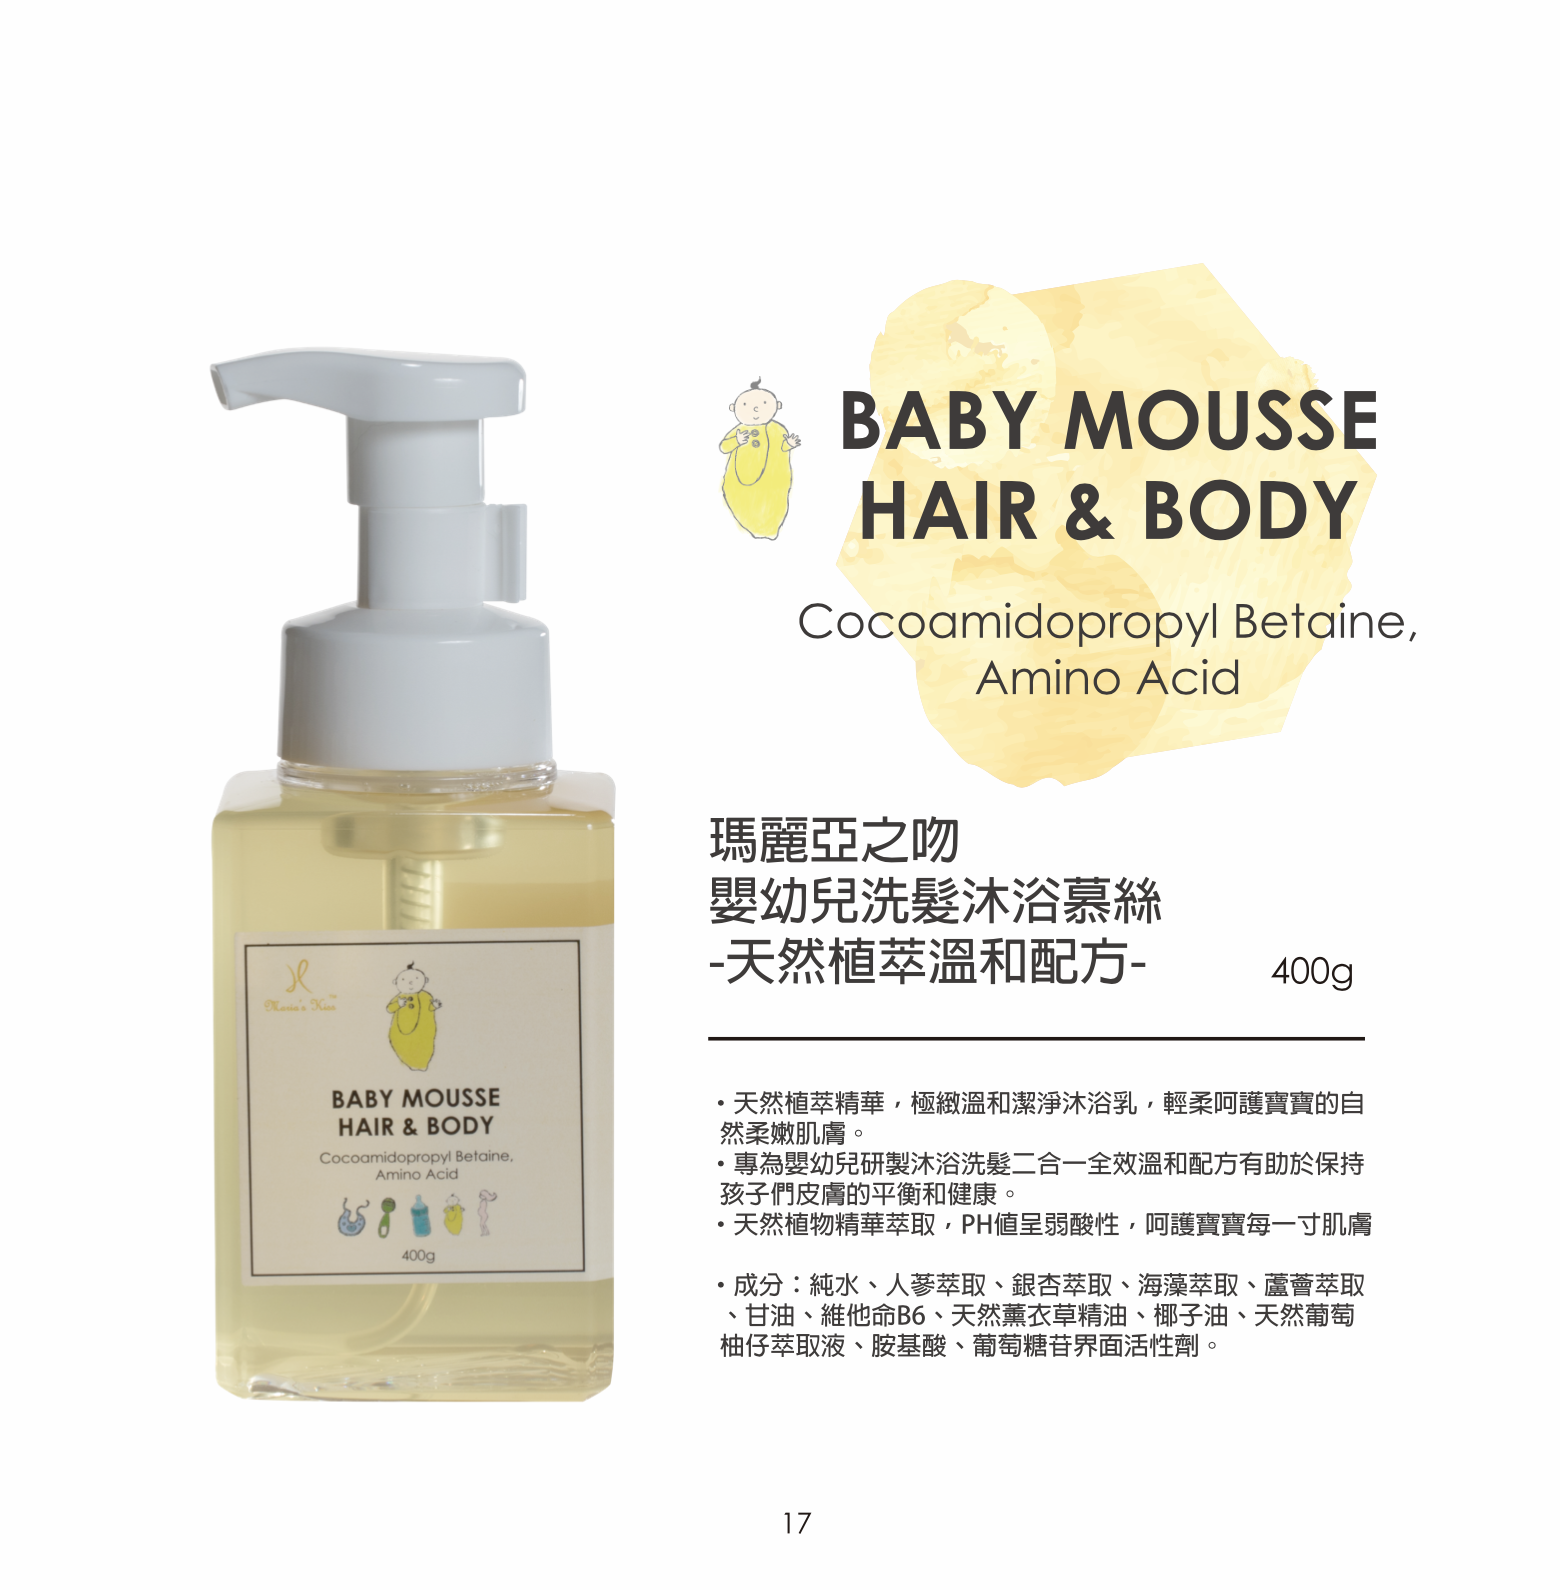 BABY MOUSSE
HAIR & BODY
Cocoamidopropyl Betaine,
Amino Acid
瑪麗亞之吻
嬰幼兒洗髮沐浴慕絲
-天然植萃溫和配方-
400g
・天然植萃精華，極緻溫和潔淨沐浴乳，輕柔呵護寶寶的自
然柔嫩肌膚。
・專為嬰幼兒研製沐浴洗髮二合一全效溫和配方有助於保持
孩子們皮膚的平衡和健康。
・天然植物精華萃取，PH值呈弱酸性，呵護寶寶每一寸肌膚
・成分：純水、人蔘萃取、銀杏萃取、海藻萃取、蘆薈萃取
、甘油、維他命B6、天然薰衣草精油、椰子油、天然葡萄
柚仔萃取液、胺基酸、葡萄糖苷界面活性劑。
Maria's Kiss™
BABY MOUSSE
HAIR & BODY
Cocoamidopropyl Betaine,
Amino Acid
400g
17